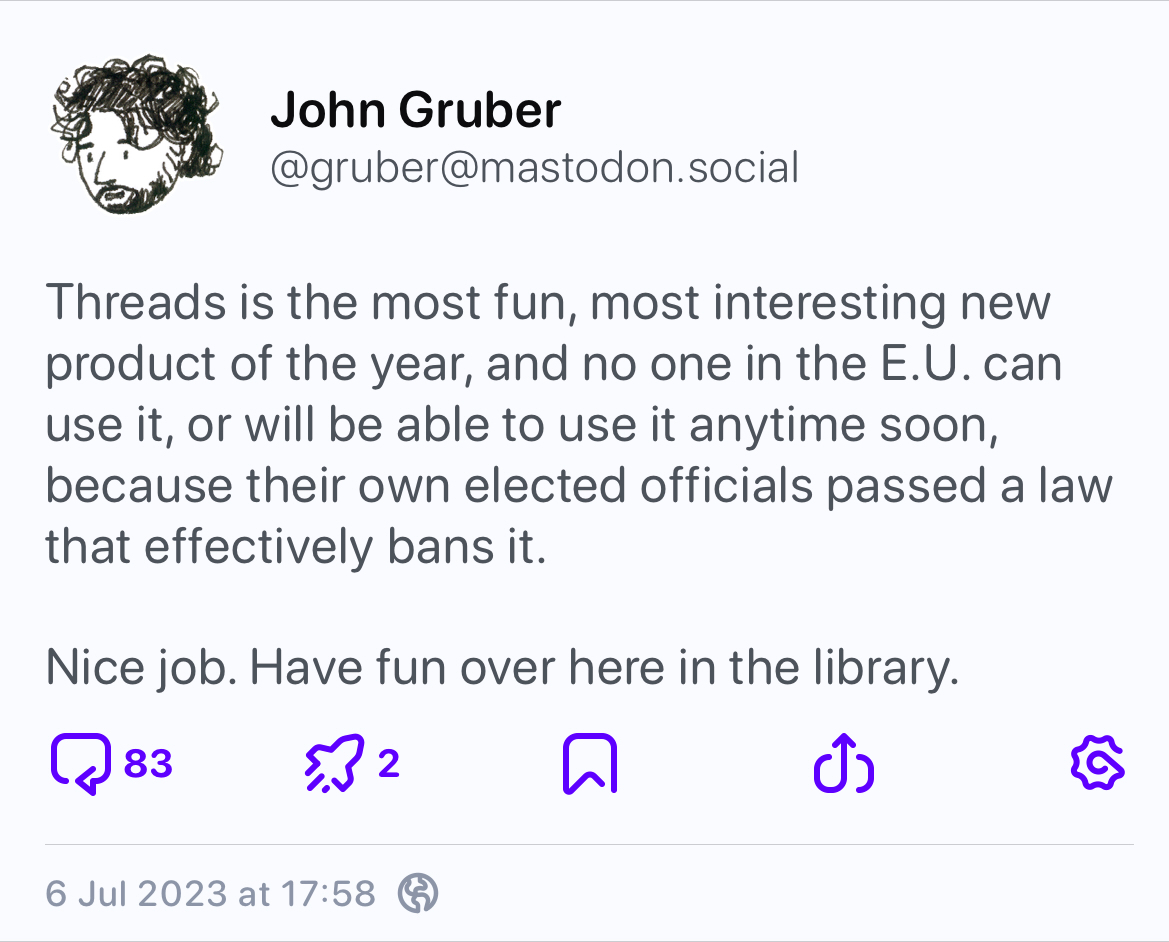 John Gruber
@gruber@mastodon.social
Threads is the most fun, most interesting new
product of the year, and no one in the E.U. can
use it, or will be able to use it anytime soon,
because their own elected officials passed a law
that effectively bans it.
Nice job. Have fun over here in the library.
83 2
6 Jul 2023 at 17:58